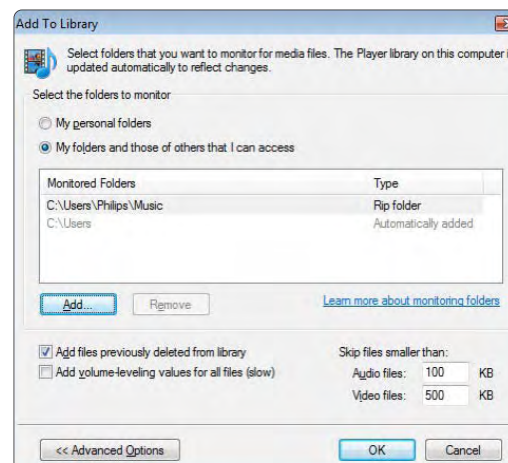 Add To Library
Select folders that you want to monitor for media files. The Player library on this computer
updated automatically to reflect changes.
Select the folders to monitor
My personal folders
My folders and those of others that I can access
Monitored Folders Type
C:\Users\Philips\Music Rip folder
C:\Users Automatically added
Add... Remove Learn more about monitoring folders
Add files previously deleted from library Skip files smaller than:
Add volume-leveling values for all files (slow) Audio files: 100 KB
Video files: 500 KB
<< Advanced Options OK Cancel